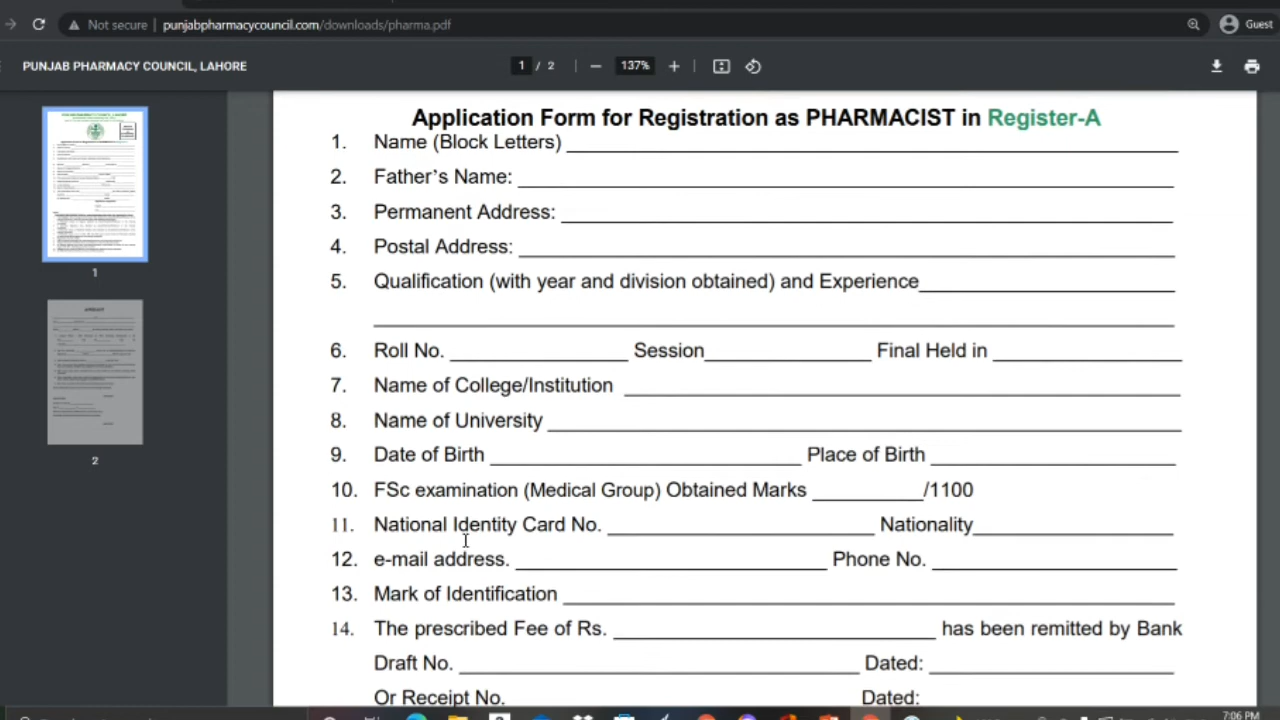 Not secure | punjabpharmacycouncil.com/downloads/pharma.pdf
Guest
PUNJAB PHARMACY COUNCIL, LAHORE
1 / 2
137%
Application Form for Registration as PHARMACIST in Register-A
1. Name (Block Letters)
2. Father's Name:
3. Permanent Address:
4. Postal Address:
5. Qualification (with year and division obtained) and Experience
6. Roll No. Session Final Held in
7. Name of College/Institution
8. Name of University
9. Date of Birth Place of Birth
10. FSc examination (Medical Group) Obtained Marks /1100
11. National Identity Card No. Nationality
12. e-mail address. Phone No.
13. Mark of Identification
14. The prescribed Fee of Rs. has been remitted by Bank
Draft No. Dated:
Or Receipt No. Dated:
1
AFFIDAVIT
2
7:06 PM